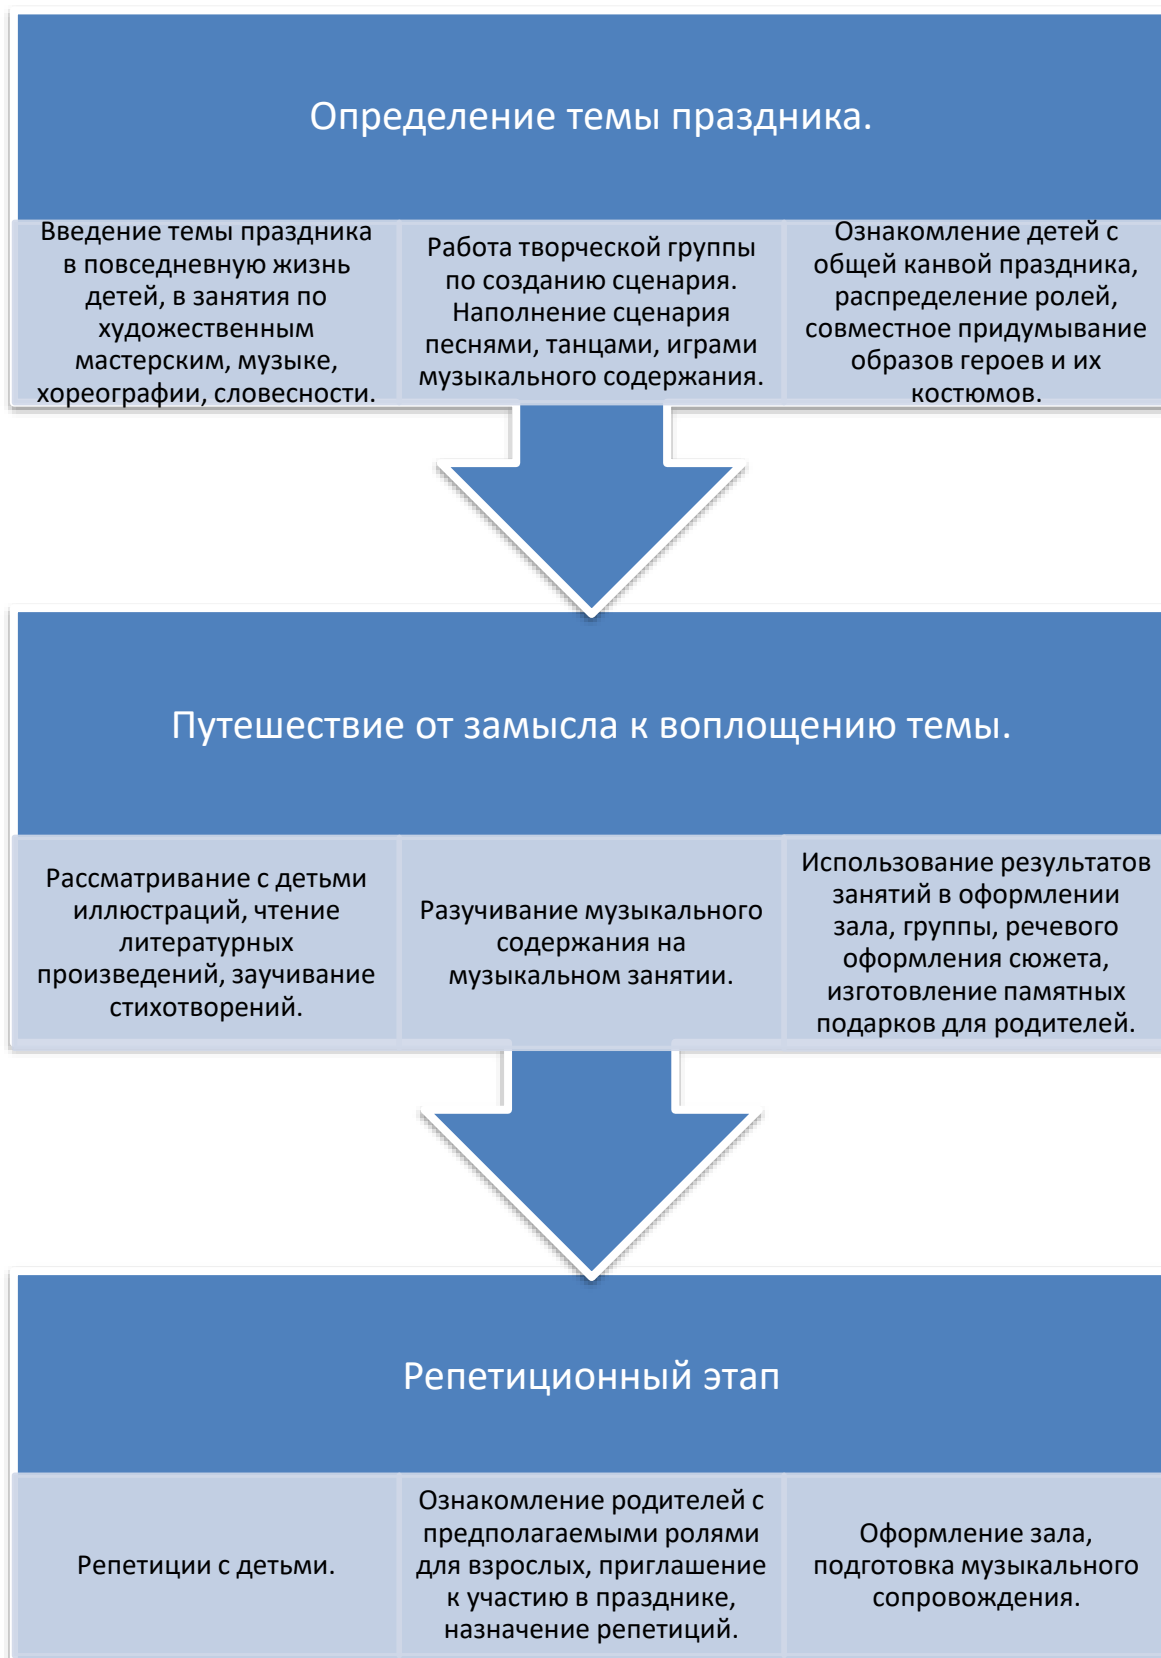 Определение темы праздника.
Введение темы праздника
в повседневную жизнь
детей, в занятия по
художественным
мастерским, музыке,
хореографии, словесности.
Работа творческой группы
по созданию сценария.
Наполнение сценария
песнями, танцами, играми
музыкального содержания.
Ознакомление детей с
общей канвой праздника,
распределение ролей,
совместное придумывание
образов героев и их
костюмов.
Путешествие от замысла к воплощению темы.
Рассматривание с детьми
иллюстраций, чтение
литературных
произведений, заучивание
стихотворений.
Разучивание музыкального
содержания на
музыкальном занятии.
Использование результатов
занятий в оформлении
зала, группы, речевого
оформления сюжета,
изготовление памятных
подарков для родителей.
Репетиционный этап
Репетиции с детьми.
Ознакомление родителей с
предполагаемыми ролями
для взрослых, приглашение
к участию в празднике,
назначение репетиций.
Оформление зала,
подготовка музыкального
сопровождения.